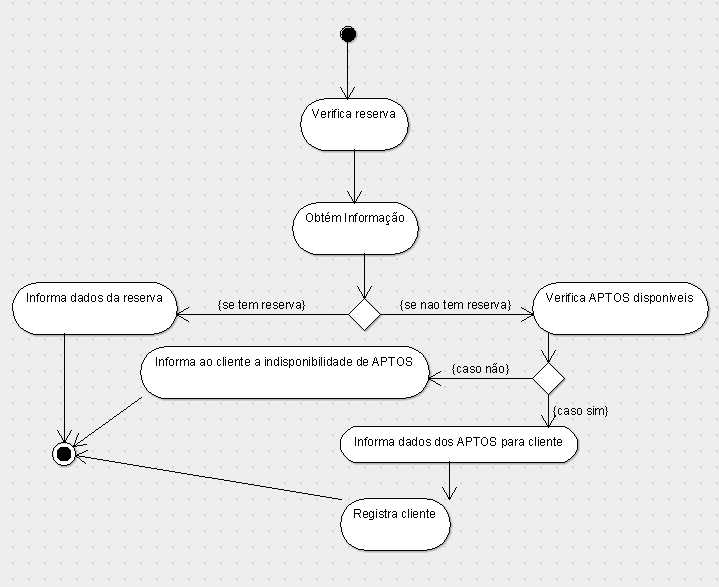 Verifica reserva
Obtém Informação
Informa dados da reserva
{se tem reserva}
{se nao tem reserva}
Verifica APTOS disponíveis
Informa ao cliente a indisponibilidade de APTOS
{caso não}
{caso sim}
Informa dados dos APTOS para cliente
Registra cliente